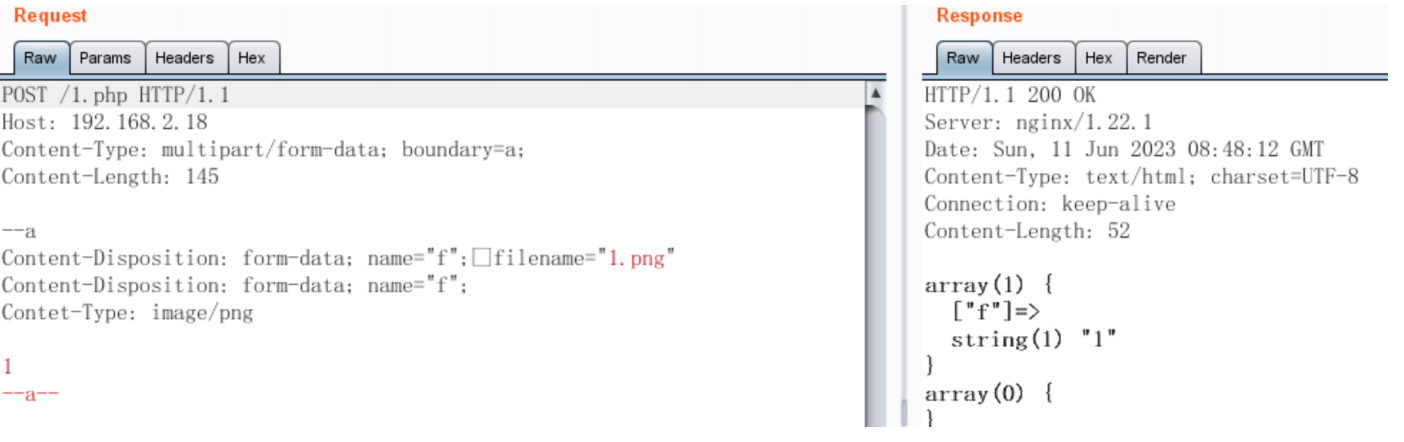 Request
Raw Params Headers Hex
POST /1.php HTTP/1.1
Host: 192.168.2.18
Content-Type: multipart/form-data; boundary=a;
Content-Length: 145
--a
Content-Disposition: form-data; name="f";□filename="1.png"
Content-Disposition: form-data; name="f";
Contet-Type: image/png
1
--a--
Response
Raw Headers Hex Render
HTTP/1.1 200 OK
Server: nginx/1.22.1
Date: Sun, 11 Jun 2023 08:48:12 GMT
Content-Type: text/html; charset=UTF-8
Connection: keep-alive
Content-Length: 52
array(1) {
["f"]=>
string(1) "1"
}
array(0) {
}